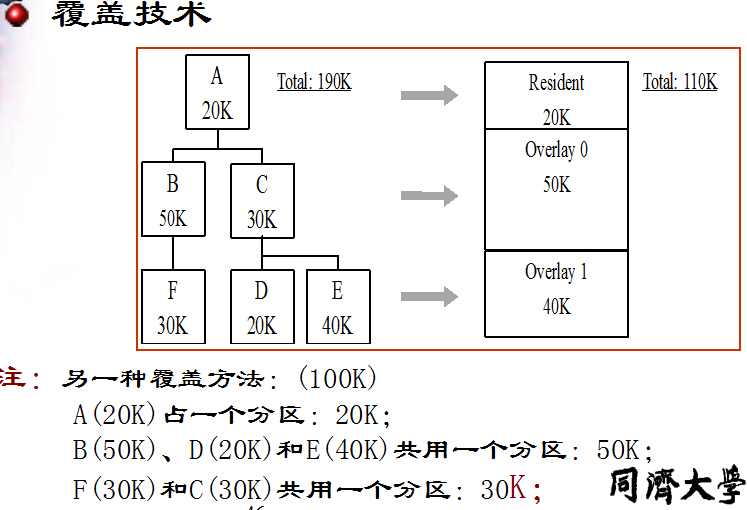 覆盖技术
A
20K
Total: 190K
B
50K
C
30K
F
30K
D
20K
E
40K
Resident
20K
Total: 110K
Overlay 0
50K
Overlay 1
40K
注：另一种覆盖方法：(100K)
A(20K)占一个分区：20K;
B(50K)、D(20K)和E(40K)共用一个分区：50K;
F(30K)和C(30K)共用一个分区：30K;
同濟大學